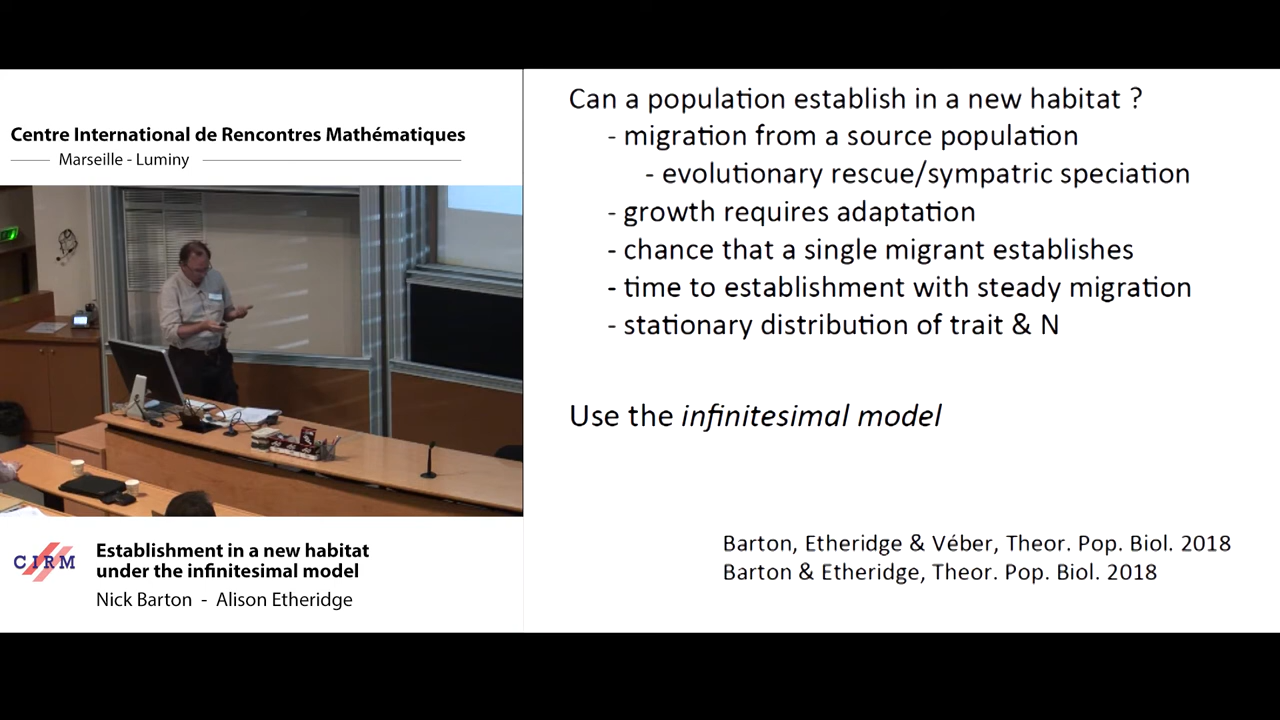 Centre International de Rencontres Mathématiques
Marseille - Luminy
CIRM
Establishment in a new habitat
under the infinitesimal model
Nick Barton - Alison Etheridge
Can a population establish in a new habitat ?
- migration from a source population
- evolutionary rescue/sympatric speciation
- growth requires adaptation
- chance that a single migrant establishes
- time to establishment with steady migration
- stationary distribution of trait & N
Use the infinitesimal model
Barton, Etheridge & Véber, Theor. Pop. Biol. 2018
Barton & Etheridge, Theor. Pop. Biol. 2018